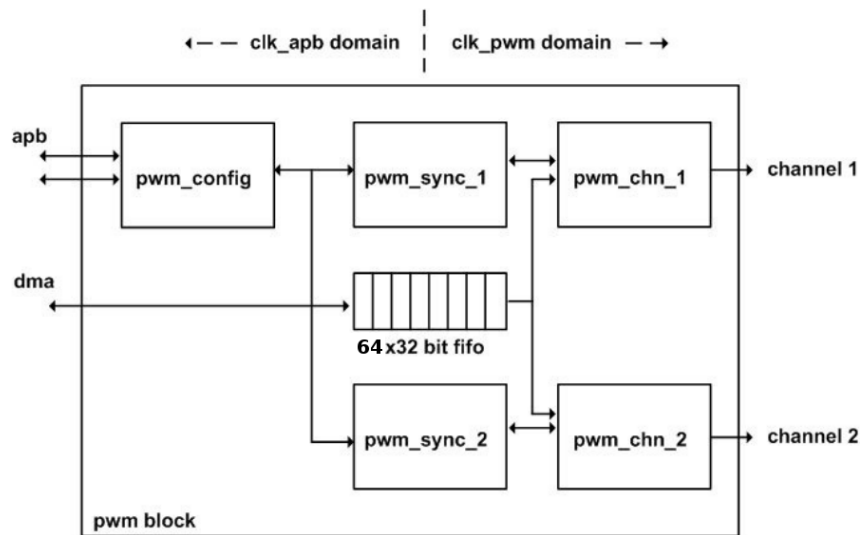 clk_apb domain
clk_pwm domain
apb
pwm_config
pwm_sync_1
pwm_chn_1
channel 1
dma
64x32 bit fifo
pwm_sync_2
pwm_chn_2
channel 2
pwm block